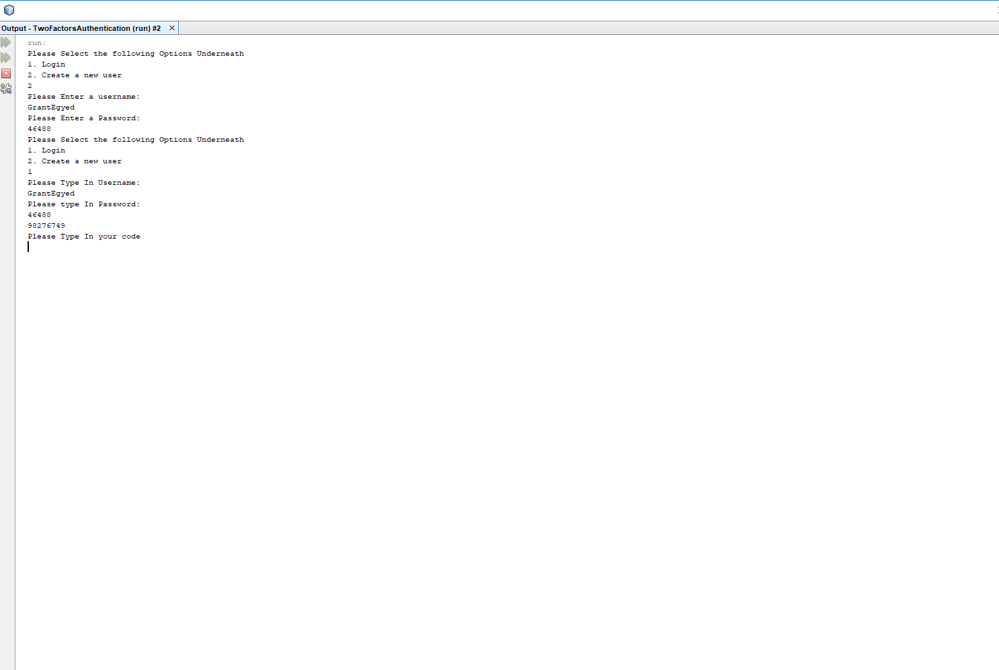 Output - TwoFactorsAuthentication (run) #2
run:
Please Select the following Options Underneath
1. Login
2. Create a new user
2
Please Enter a username:
GrantEgyed
Please Enter a Password:
46488
Please Select the following Options Underneath
1. Login
2. Create a new user
1
Please Type In Username:
GrantEgyed
Please type In Password:
46488
98276749
Please Type In your code